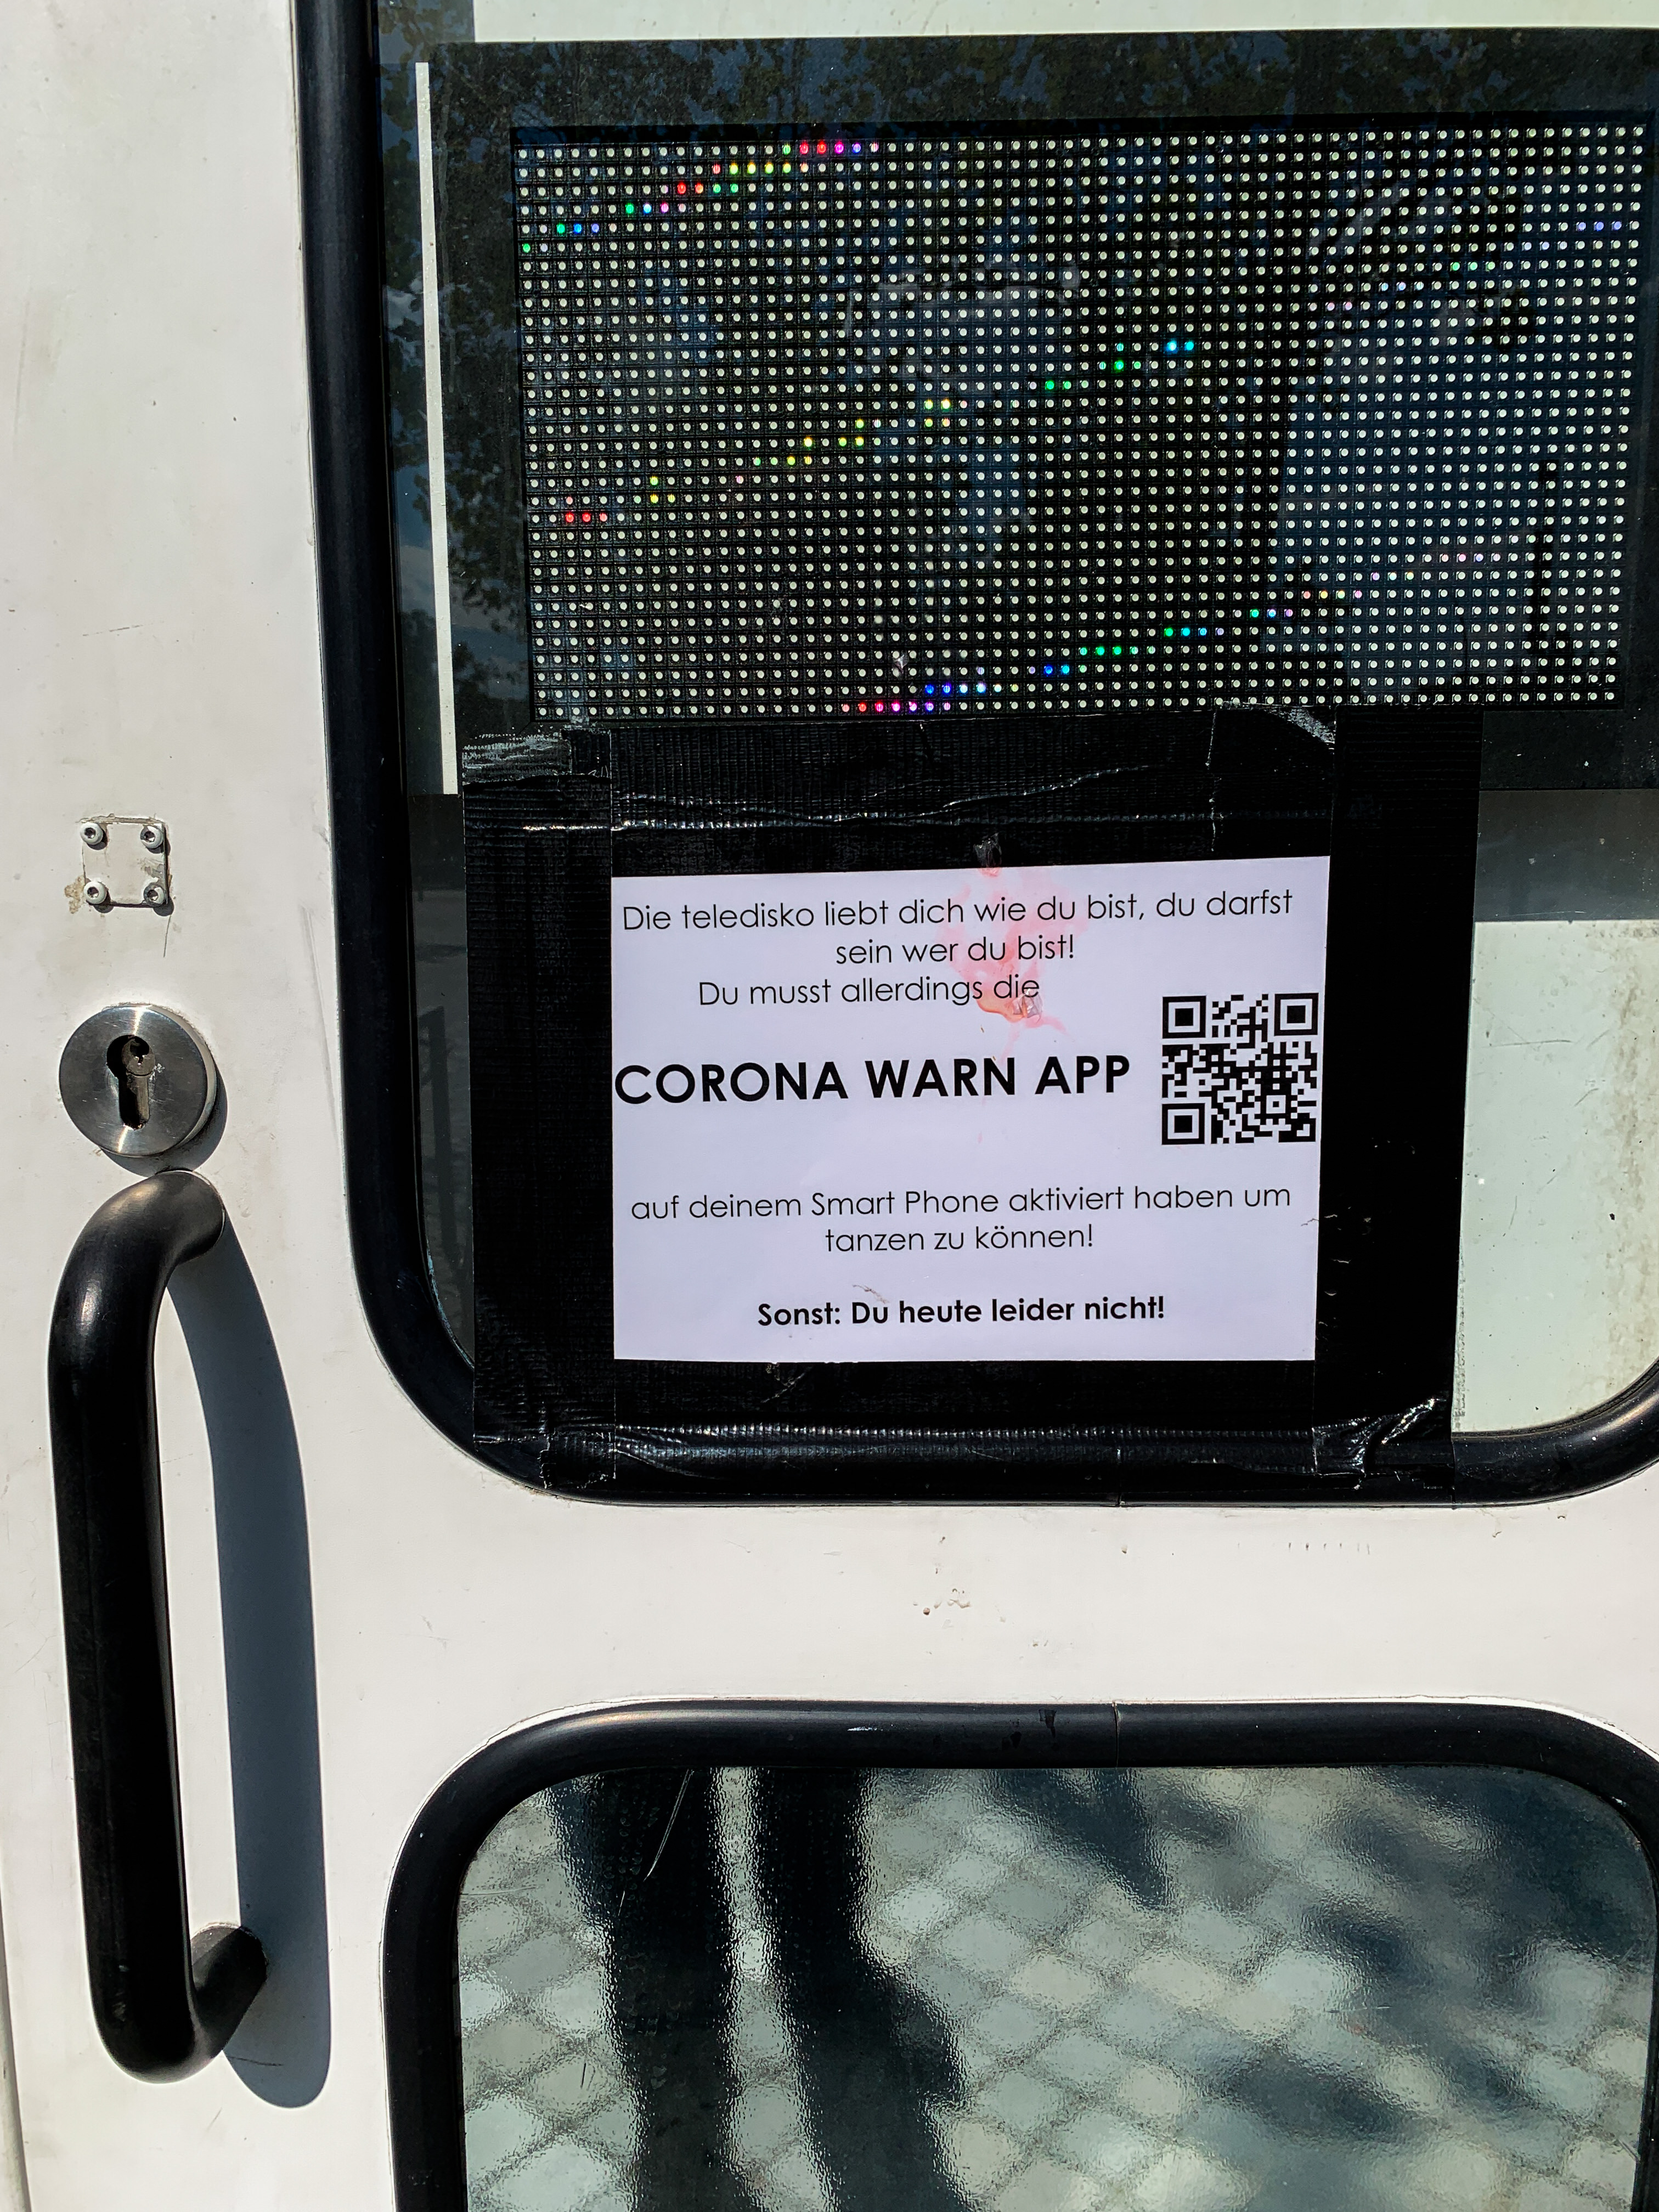 Die teledisko liebt dich wie du bist, du darfst
sein wer du bist!
Du musst allerdings die
CORONA WARN APP
auf deinem Smart Phone aktiviert haben um
tanzen zu können!
Sonst: Du heute leider nicht!